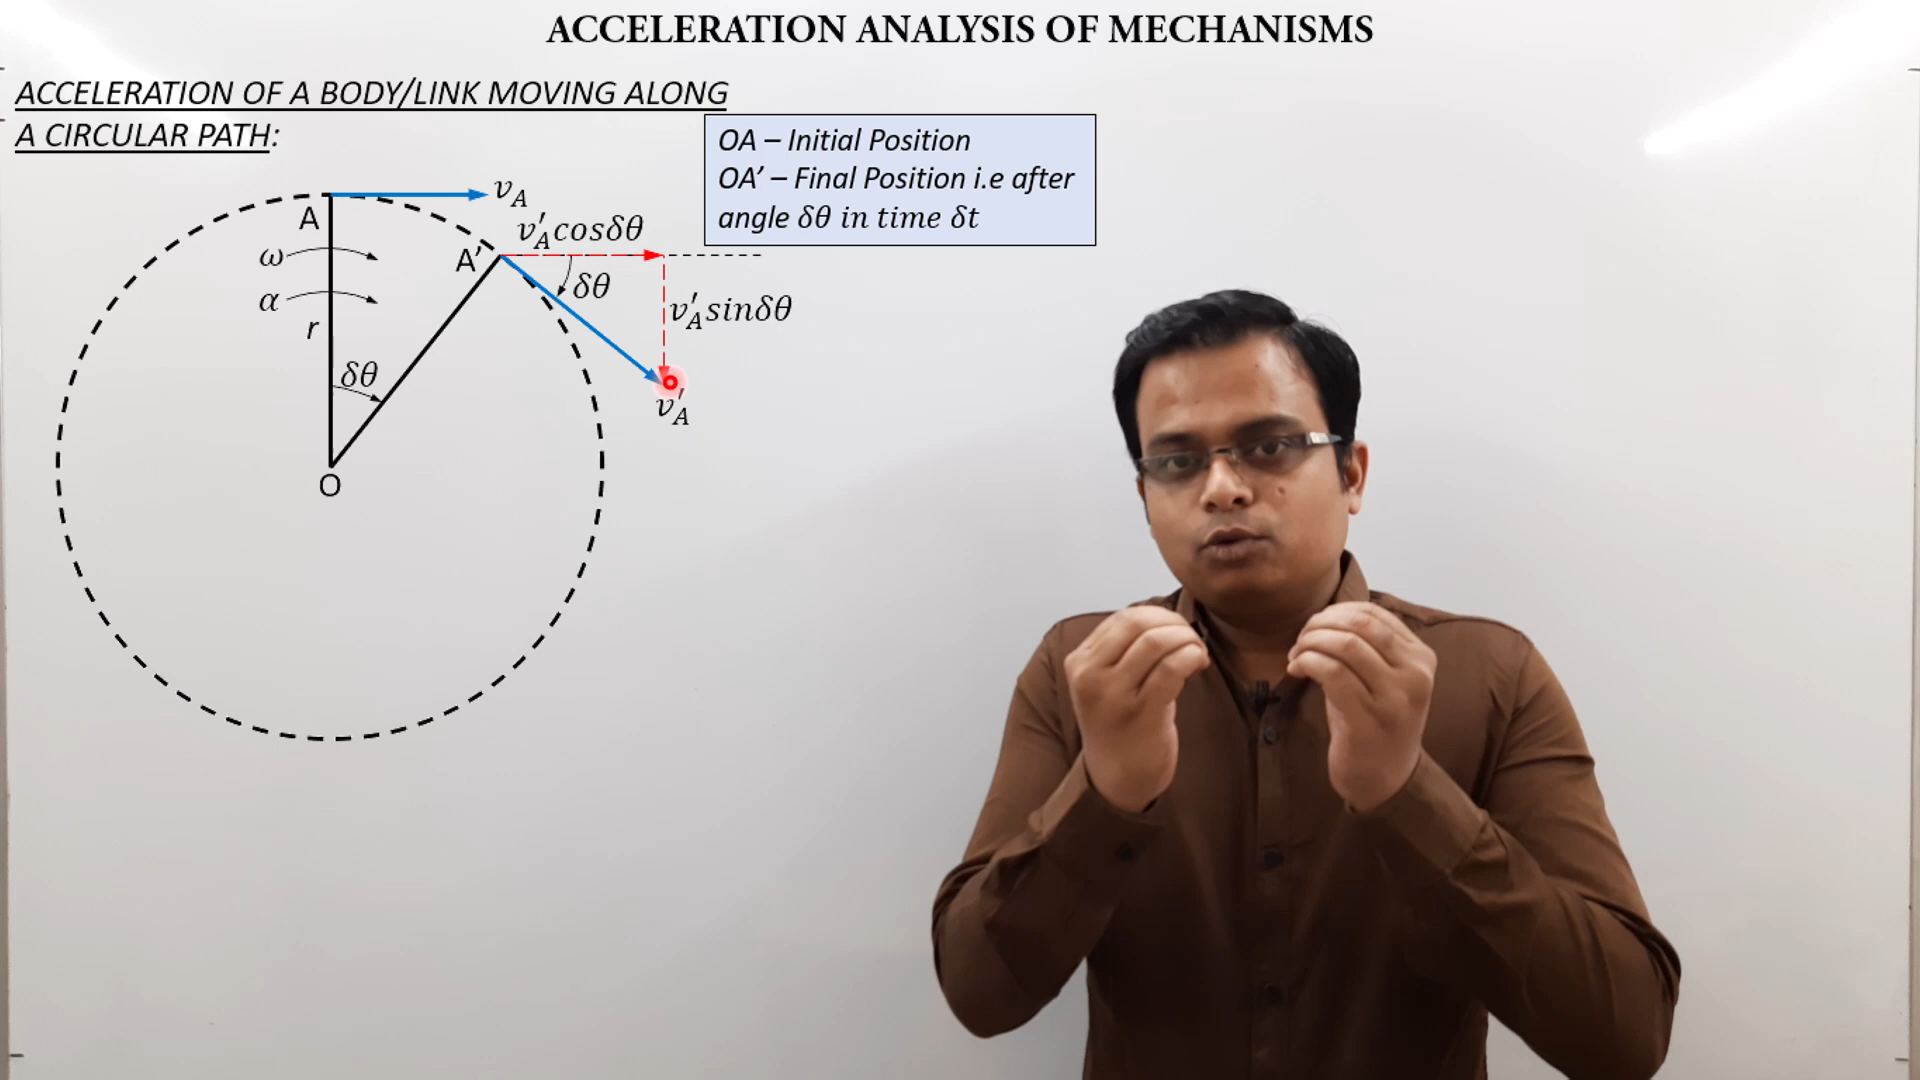 ACCELERATION ANALYSIS OF MECHANISMS
ACCELERATION OF A BODY/LINK MOVING ALONG
A CIRCULAR PATH:
OA – Initial Position
OA’ – Final Position i.e after
angle δθ in time δt
v_A
A
v′_A cosδθ
ω
A’
δθ
α
v′_A sinδθ
r
δθ
v′_A
O